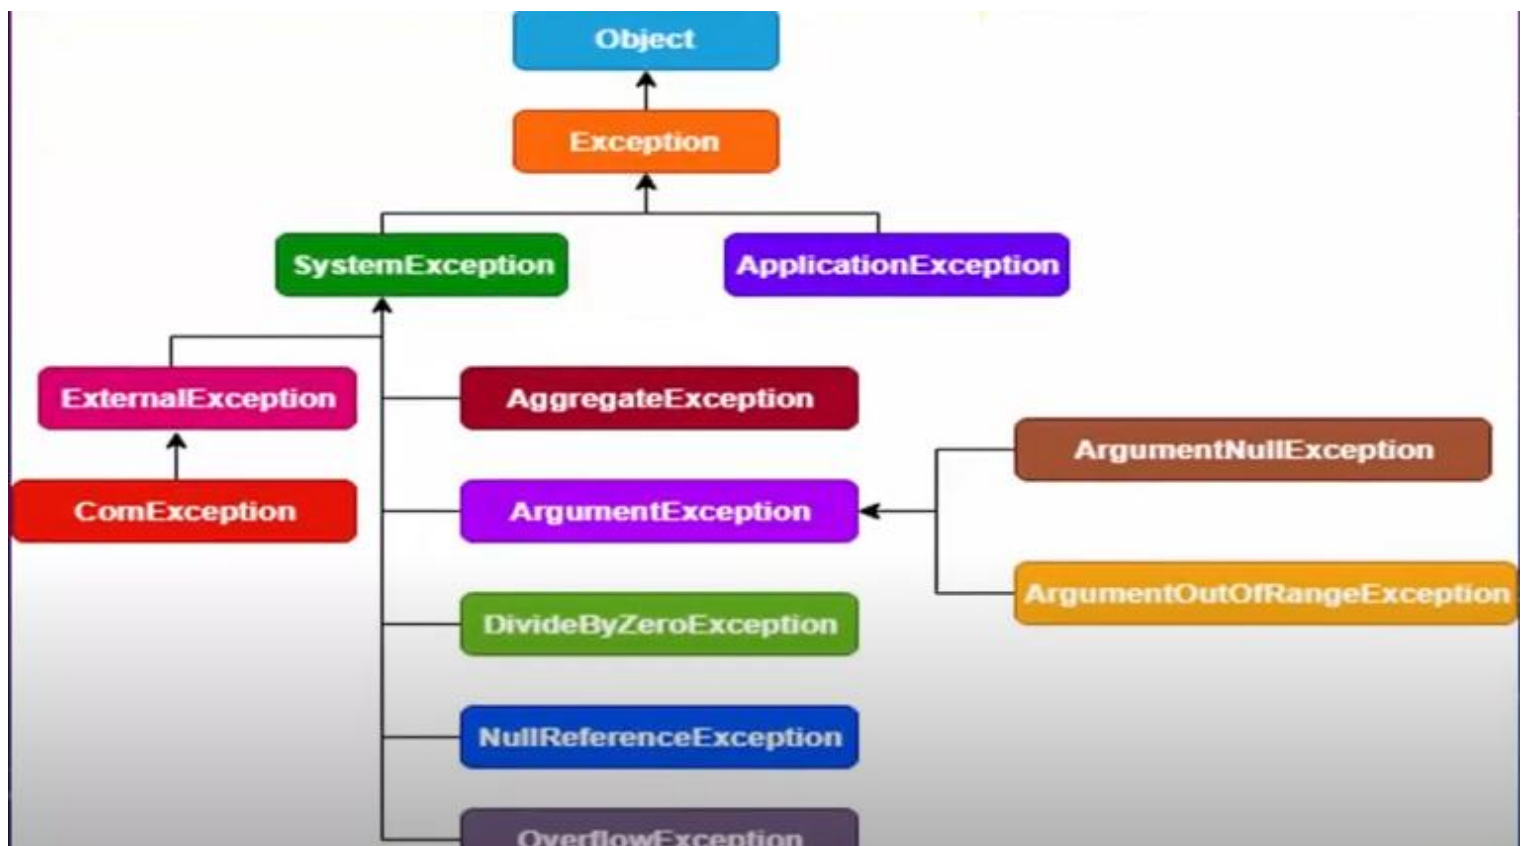 Object
Exception
SystemException
ApplicationException
ExternalException
AggregateException
ArgumentNullException
ComException
ArgumentException
ArgumentOutOfRangeException
DivideByZeroException
NullReferenceException
OverflowException